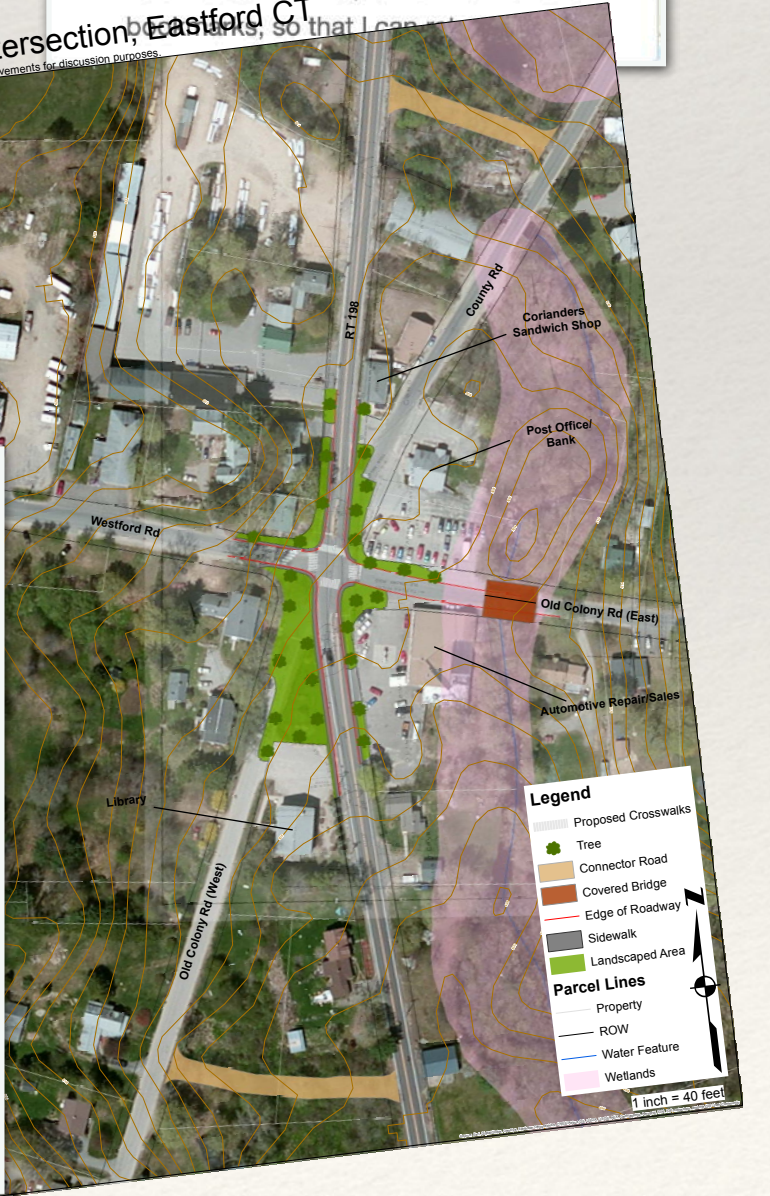 bookmarks, so that I can
ersection, Eastford CT
vements for discussion purposes.
RT 198
County Rd
Corianders
Sandwich Shop
Post Office/
Bank
Westford Rd
Old Colony Rd (East)
Automotive Repair/Sales
Library
Old Colony Rd (West)
Legend
Proposed Crosswalks
Tree
Connector Road
Covered Bridge
Edge of Roadway
Sidewalk
Landscaped Area
Parcel Lines
Property
ROW
Water Feature
Wetlands
N
1 inch = 40 feet